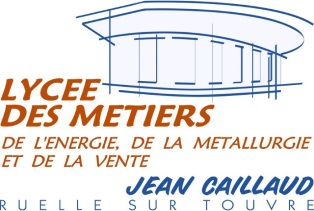 LYCEE
DES METIERS
DE L'ENERGIE, DE LA METALLURGIE
ET DE LA VENTE
JEAN CAILLAUD
RUELLE SUR TOUVRE